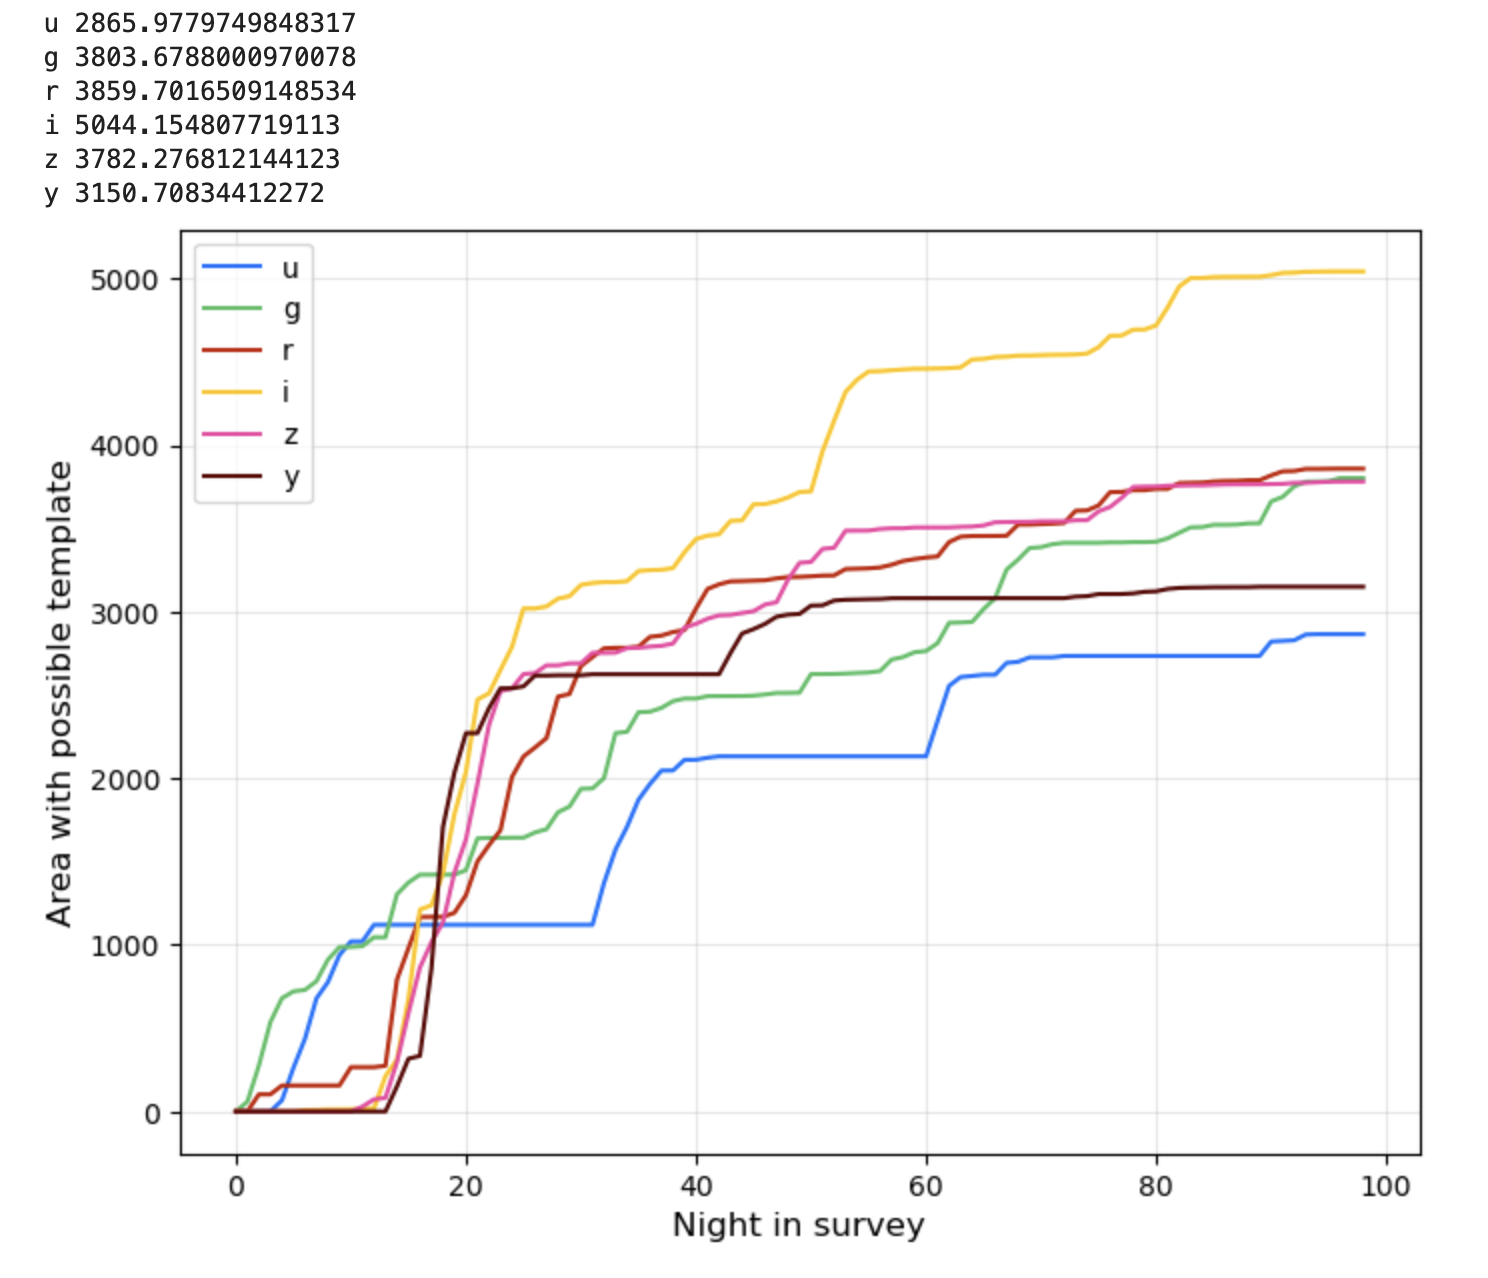 u 2865.9779749848317
g 3803.6788000970078
r 3859.7016509148534
i 5044.154807719113
z 3782.276812144123
y 3150.70834412272
u
g
r
i
z
y
5000
4000
3000
2000
1000
0
Area with possible template
0 20 40 60 80 100
Night in survey